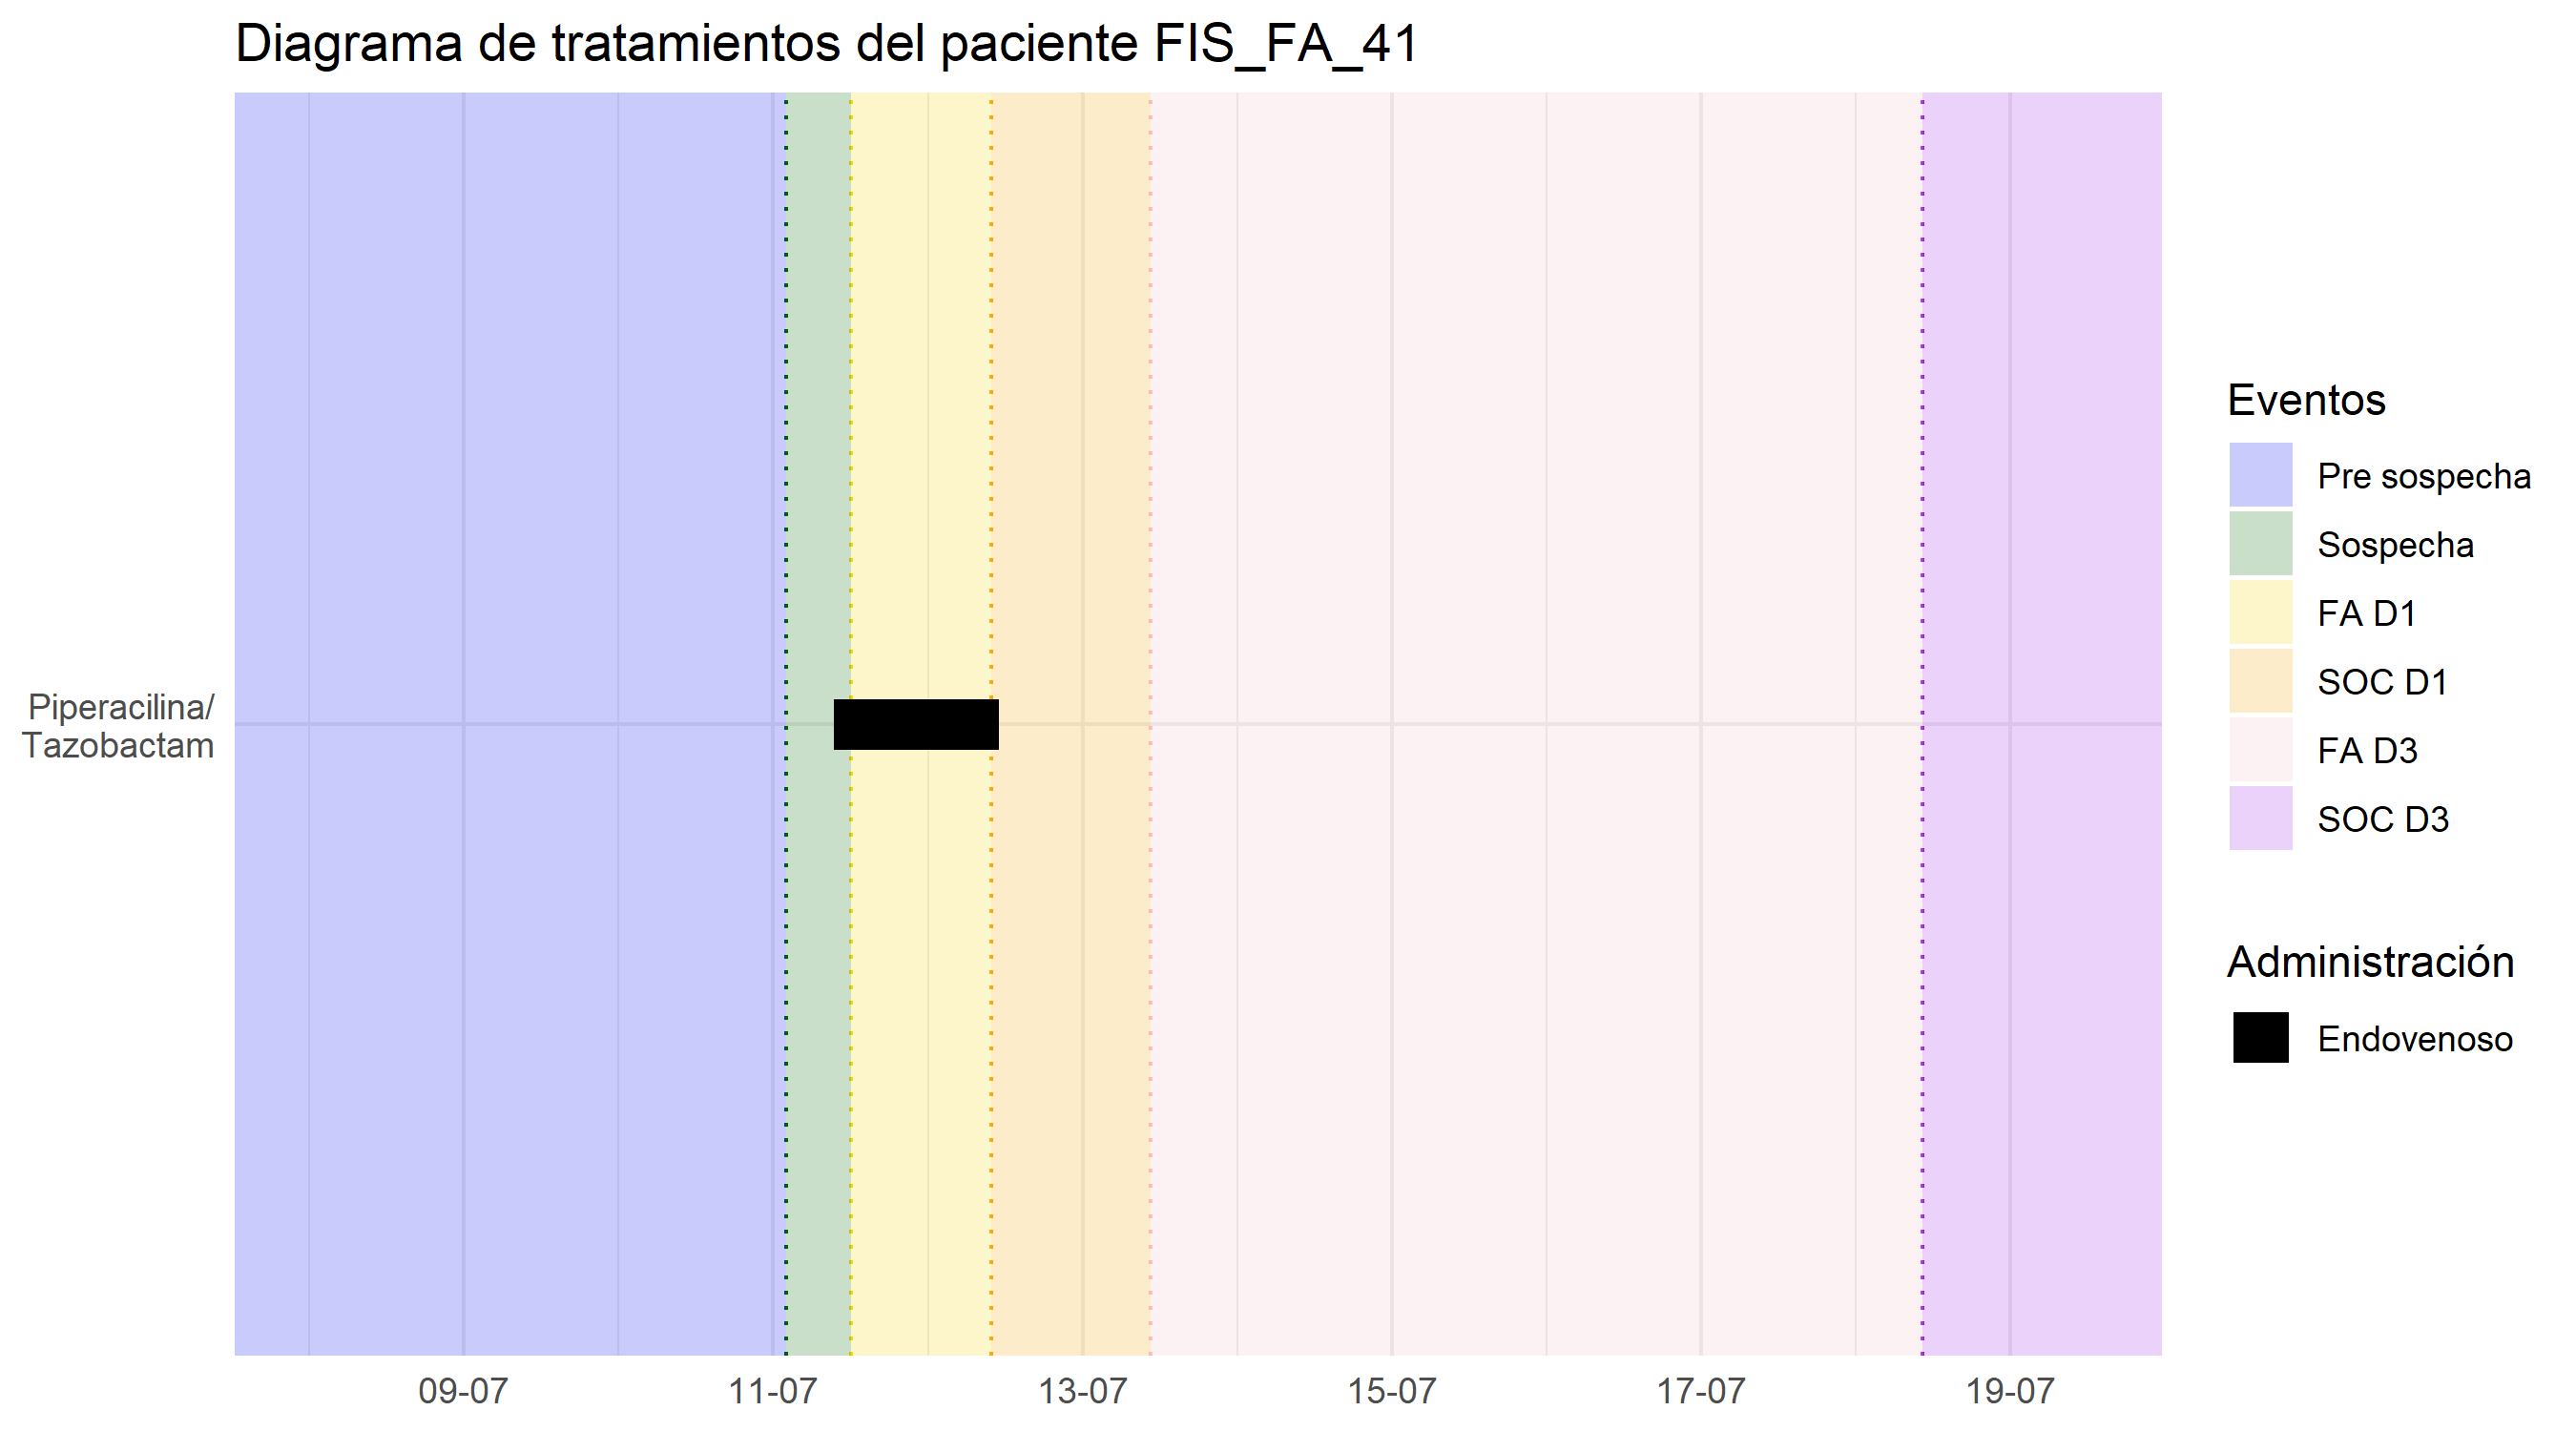 Diagrama de tratamientos del paciente FIS_FA_41
Piperacilina/
Tazobactam
09-07
11-07
13-07
15-07
17-07
19-07
Eventos
Pre sospecha
Sospecha
FA D1
SOC D1
FA D3
SOC D3
Administración
Endovenoso